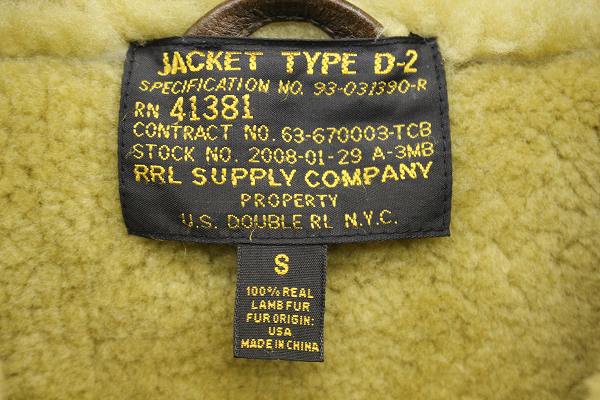 JACKET TYPE D-2
SPECIFICATION NO. 93-031390-R
RN 41381
CONTRACT NO. 63-670003-TCB
STOCK NO. 2008-01-29 A-3MB
RRL SUPPLY COMPANY
PROPERTY
U.S. DOUBLE RL N.Y.C.
S
100% REAL
LAMB FUR
FUR ORIGIN:
USA
MADE IN CHINA